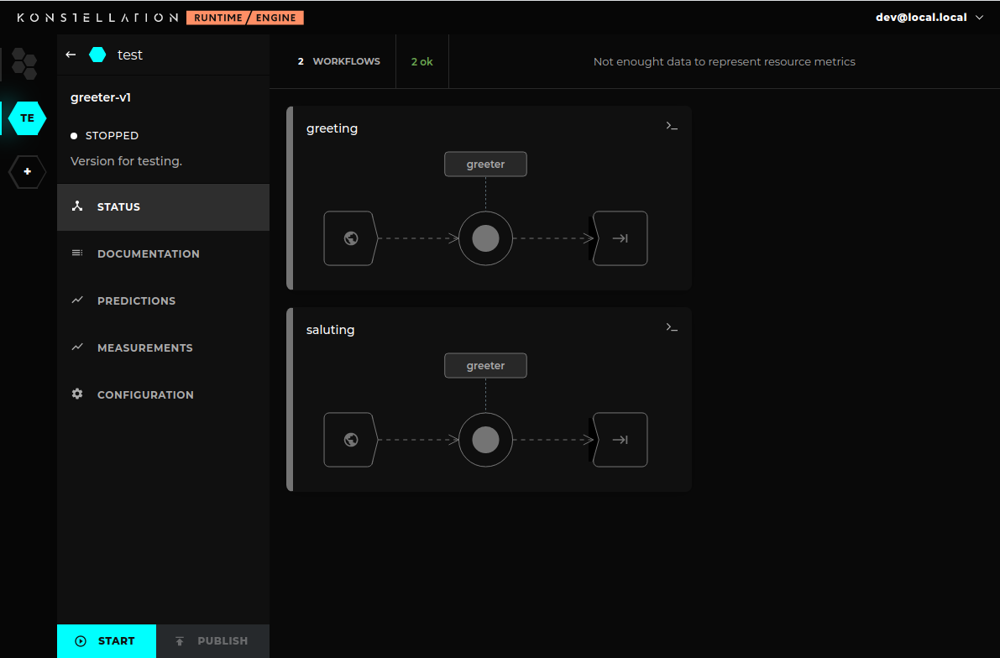 KONSTELLATION RUNTIME / ENGINE
dev@local.local
test
TE
+
greeter-v1
STOPPED
Version for testing.
STATUS
DOCUMENTATION
PREDICTIONS
MEASUREMENTS
CONFIGURATION
START
PUBLISH
2 WORKFLOWS
2 ok
Not enought data to represent resource metrics
greeting
greeter
saluting
greeter